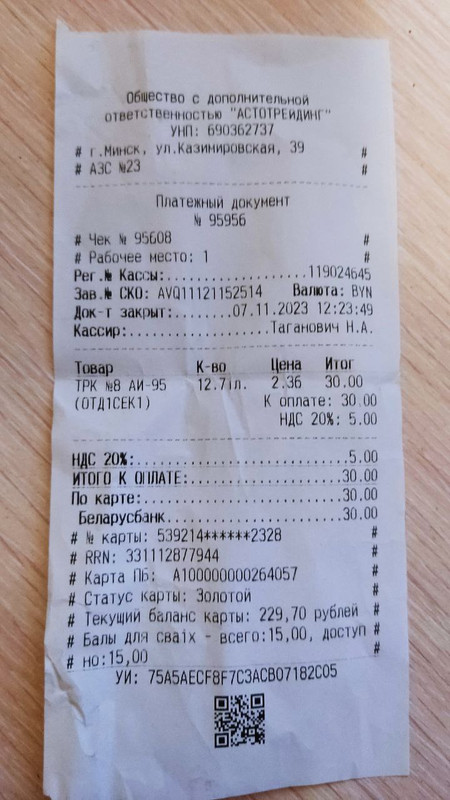 Общество с дополнительной
ответственностью "АСТОТРЕЙДИНГ"
УНП: 690362737
# г.Минск, ул.Казимировская, 39 #
# АЗС №23 #
Платежный документ
№ 95956
# Чек № 95608 #
# Рабочее место: 1 #
Рег.№ Кассы:....................119024645
Зав.№ СКО: AVQ11121152514 Валюта: BYN
Док-т закрыт:........07.11.2023 12:23:49
Кассир:......................Таганович Н.А.
Товар К-во Цена Итог
ТРК №8 АИ-95 12.71л. 2.36 30.00
(ОТД1СЕК1) К оплате: 30.00
НДС 20%: 5.00
НДС 20%:..............................5.00
ИТОГО К ОПЛАТЕ:......................30.00
По карте:............................30.00
Беларусбанк.........................30.00
# № карты: 539214******2328 #
# RRN: 331112877944 #
# Карта ПБ: A100000000264057 #
# Статус карты: Золотой #
# Текущий баланс карты: 229,70 рублей #
# Балы для сваіх - всего:15,00, доступ #
# но:15,00 #
УИ: 75A5AECF8F7C3ACB07182C05